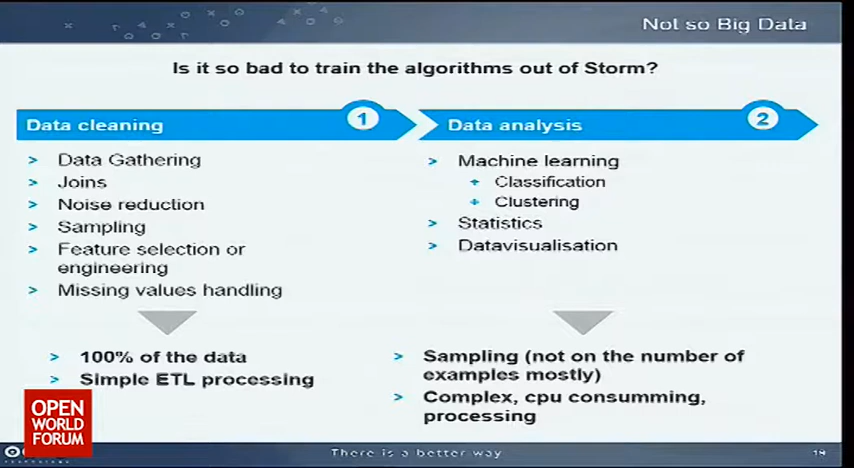 Not so Big Data
Is it so bad to train the algorithms out of Storm?
Data cleaning
1
> Data Gathering
> Joins
> Noise reduction
> Sampling
> Feature selection or
engineering
> Missing values handling
> 100% of the data
> Simple ETL processing
Data analysis
2
> Machine learning
+ Classification
+ Clustering
> Statistics
> Datavisualisation
> Sampling (not on the number of
examples mostly)
> Complex, cpu consumming,
processing
OPEN
WORLD
FORUM
There is a better way